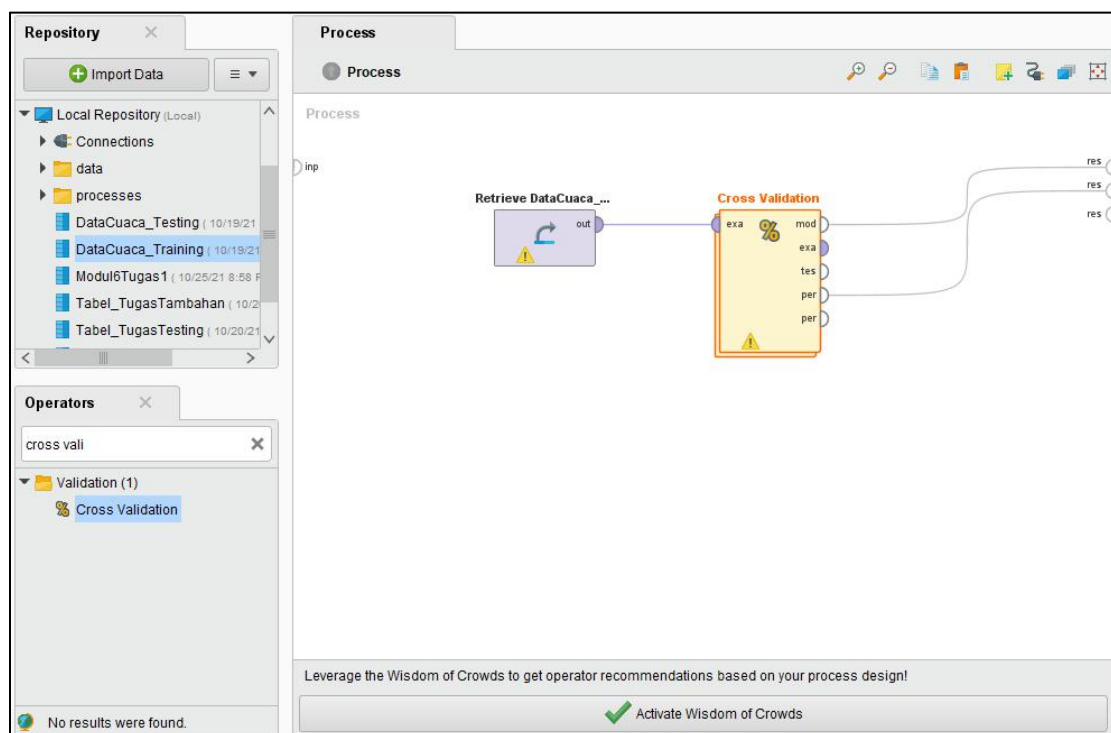 Repository
Import Data
Local Repository (Local)
Connections
data
processes
DataCuaca_Testing ( 10/19/21
DataCuaca_Training ( 10/19/21
Modul6Tugas1 ( 10/25/21 8:58 P
Tabel_TugasTambahan ( 10/2
Tabel_TugasTesting ( 10/20/21
Operators
cross vali
Validation (1)
Cross Validation
No results were found.
Process
Process
Process
inp
Retrieve DataCuaca_...
out
Cross Validation
exa mod
exa
tes
per
per
res
res
res
Leverage the Wisdom of Crowds to get operator recommendations based on your process design!
Activate Wisdom of Crowds